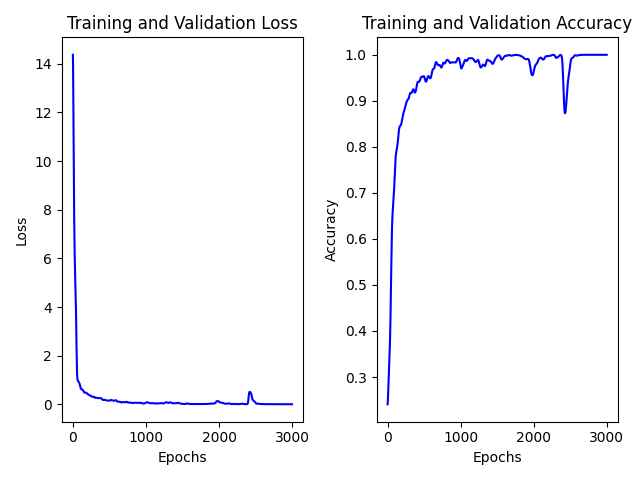 Training and Validation Loss
14
12
10
8
6
4
2
0
Loss
0 1000 2000 3000
Epochs
Training and Validation Accuracy
1.0
0.9
0.8
0.7
0.6
0.5
0.4
0.3
Accuracy
0 1000 2000 3000
Epochs